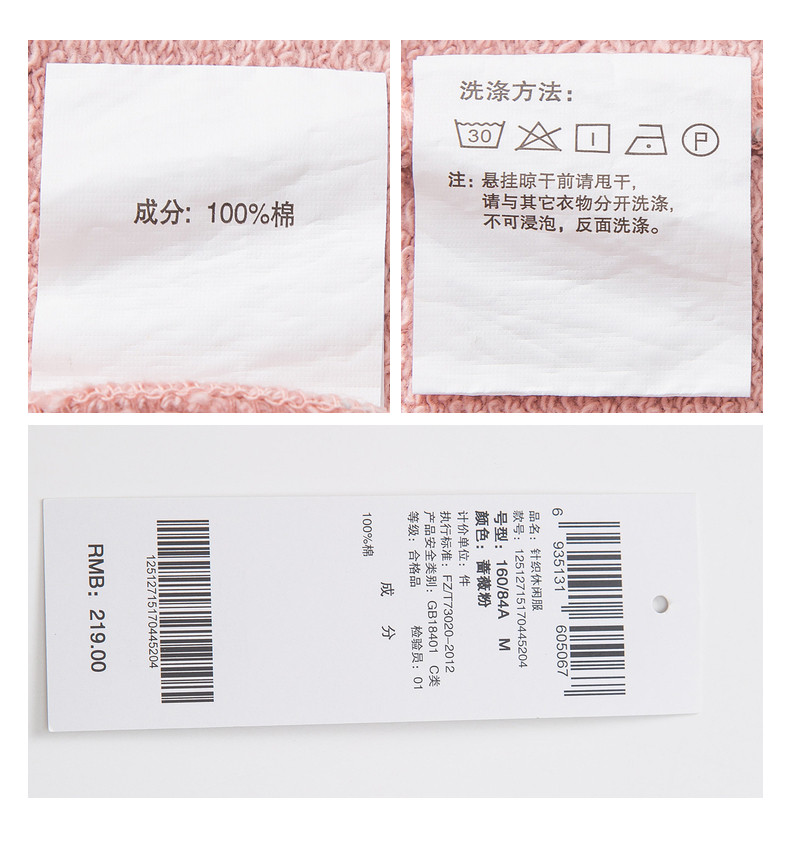 成分: 100%棉
洗涤方法:
30
P
注: 悬挂晾干前请甩干,
请与其它衣物分开洗涤,
不可浸泡, 反面洗涤。
6 935131 605067
品名: 针织休闲服
款号: 12512715170445204
号型: 160/84A M
颜色: 蔷薇粉
计价单位: 件
执行标准: FZ/T73020-2012
产品安全类别: GB18401 C类
等级: 合格品 检验员: 01
成 分
100%棉
12512715170445204
RMB: 219.00